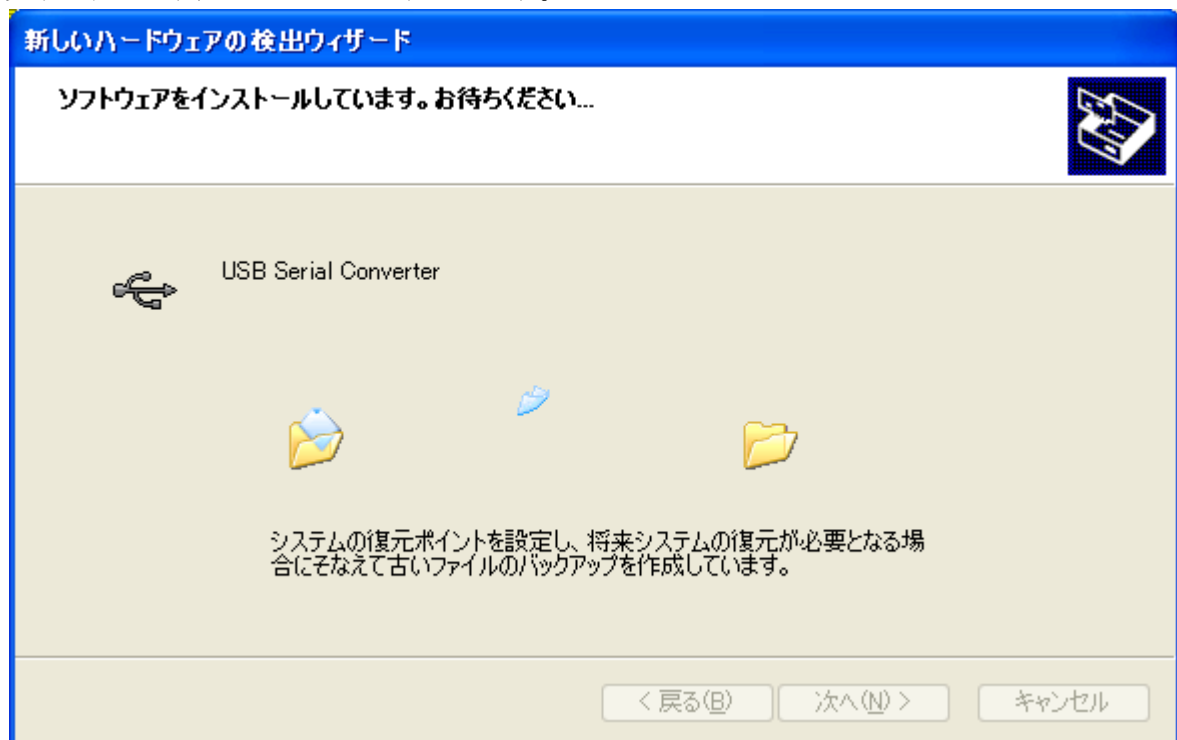 新しいハードウェアの検出ウィザード
ソフトウェアをインストールしています。お待ちください...
USB Serial Converter
システムの復元ポイントを設定し、将来システムの復元が必要となる場
合にそなえて古いファイルのバックアップを作成しています。
< 戻る(B) 次へ(N) > キャンセル